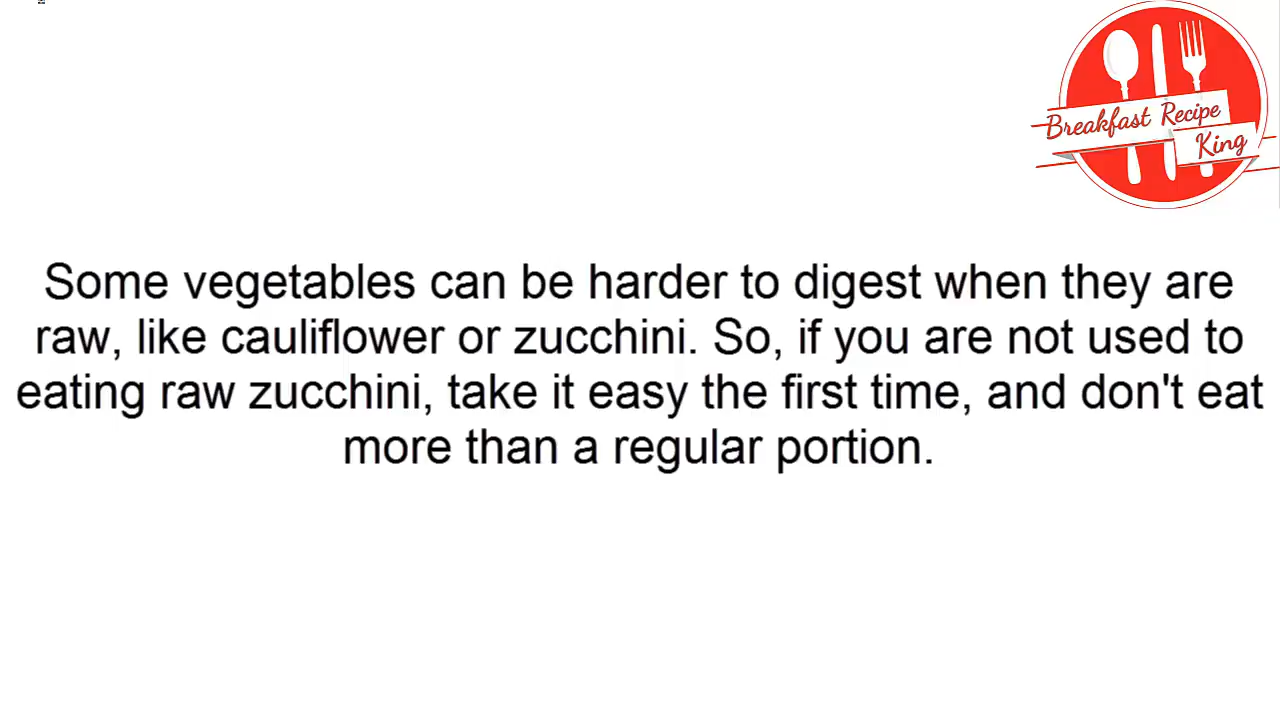 Breakfast Recipe
King
Some vegetables can be harder to digest when they are
raw, like cauliflower or zucchini. So, if you are not used to
eating raw zucchini, take it easy the first time, and don't eat
more than a regular portion.